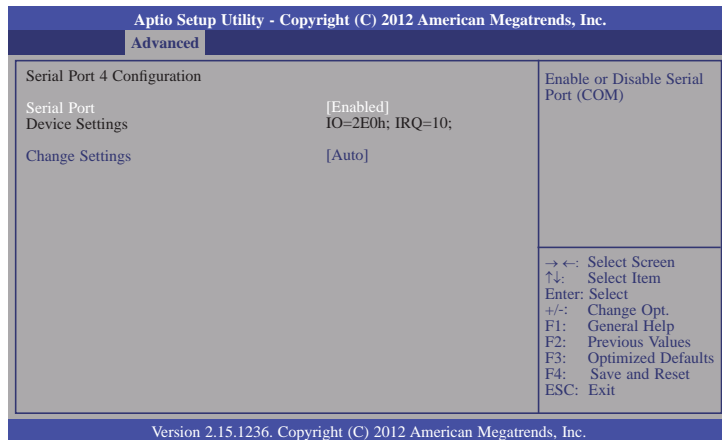 Aptio Setup Utility - Copyright (C) 2012 American Megatrends, Inc.
Advanced
Serial Port 4 Configuration
Serial Port [Enabled]
Device Settings IO=2E0h; IRQ=10;
Change Settings [Auto]
Enable or Disable Serial
Port (COM)
→ ←: Select Screen
↑↓: Select Item
Enter: Select
+/-: Change Opt.
F1: General Help
F2: Previous Values
F3: Optimized Defaults
F4: Save and Reset
ESC: Exit
Version 2.15.1236. Copyright (C) 2012 American Megatrends, Inc.